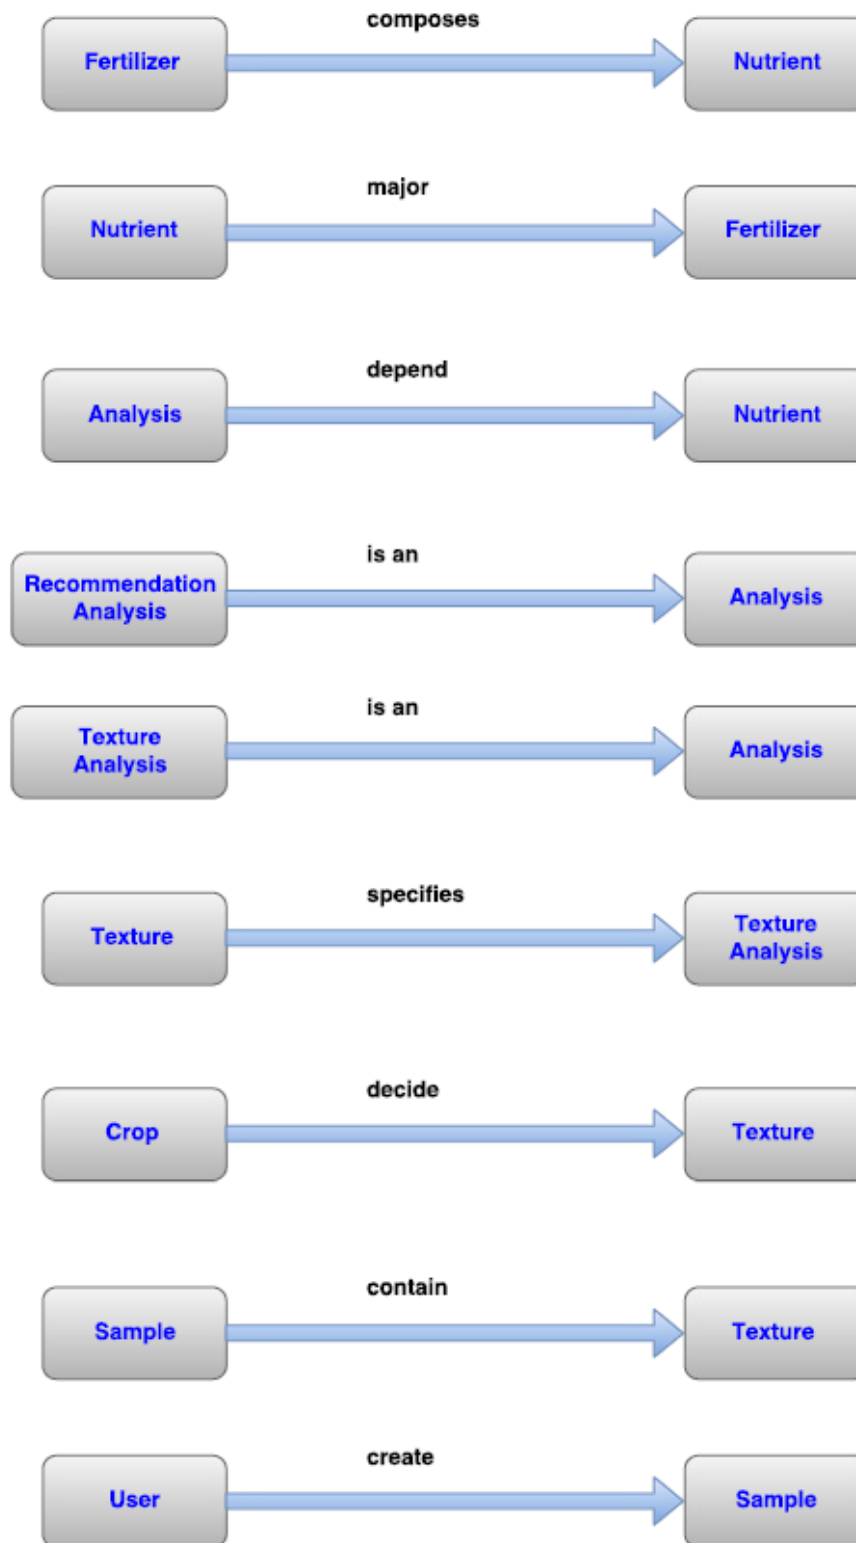 composes
Fertilizer
Nutrient
major
Nutrient
Fertilizer
depend
Analysis
Nutrient
is an
Recommendation
Analysis
Analysis
is an
Texture
Analysis
Analysis
specifies
Texture
Texture
Analysis
decide
Crop
Texture
contain
Sample
Texture
create
User
Sample